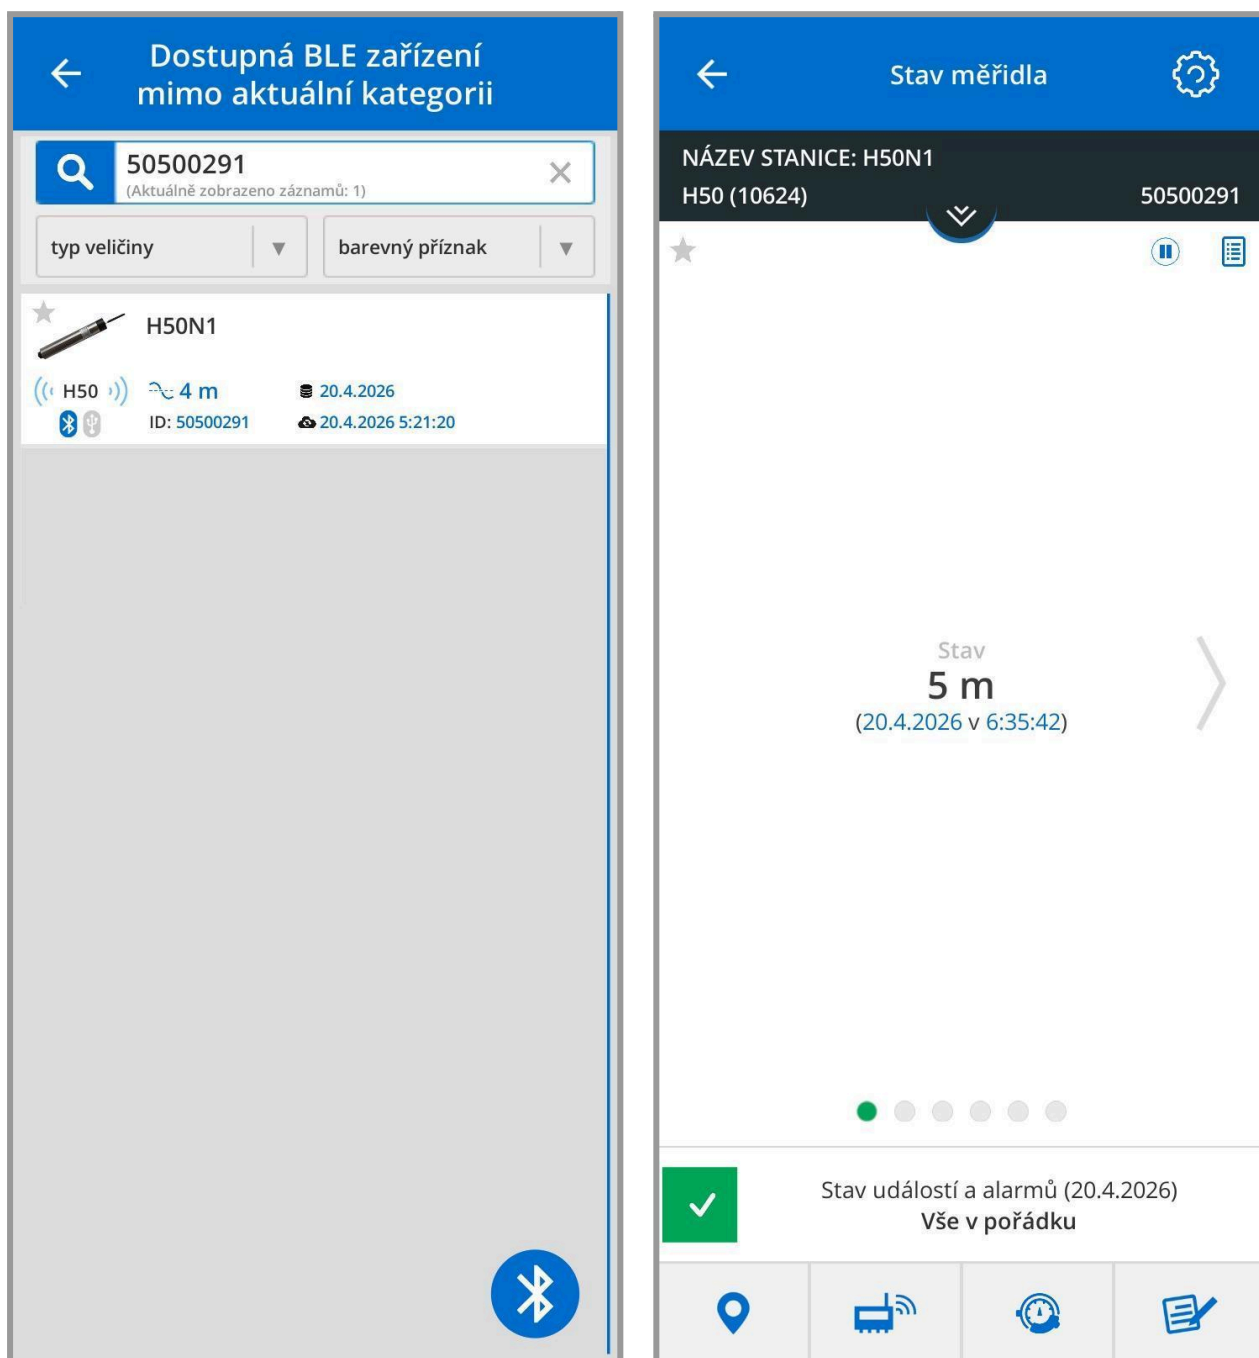 Dostupná BLE zařízení
mimo aktuální kategorii
50500291
(Aktuálně zobrazeno záznamů: 1)
typ veličiny
barevný příznak
H50N1
H50
4 m
20.4.2026
ID: 50500291
20.4.2026 5:21:20
Stav měřidla
NÁZEV STANICE: H50N1
H50 (10624)
50500291
Stav
5 m
(20.4.2026 v 6:35:42)
Stav událostí a alarmů (20.4.2026)
Vše v pořádku